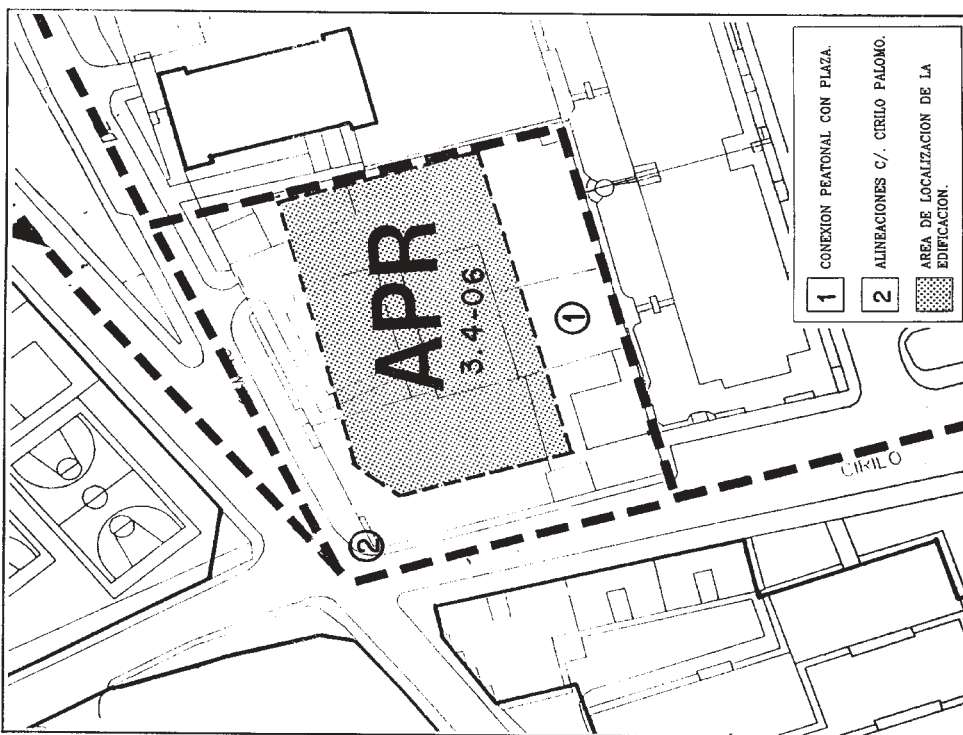 APR
3.4-06
1
2
CIRILO
1 CONEXION PEATONAL CON PLAZA.
2 ALINEACIONES C/. CIRILO PALOMO.
AREA DE LOCALIZACION DE LA
EDIFICACION.